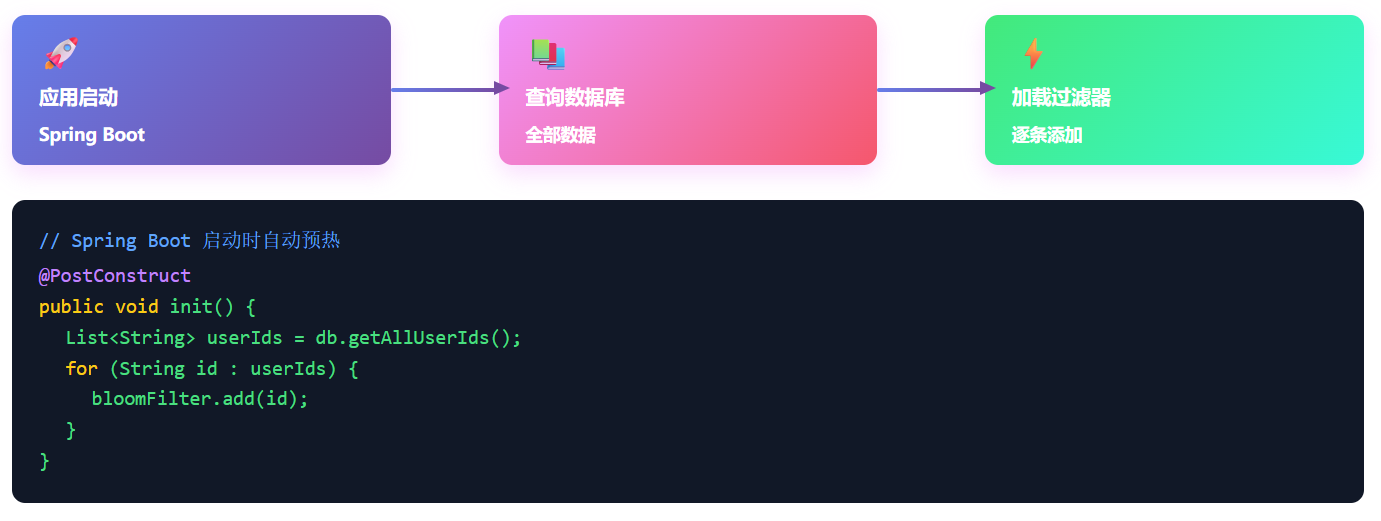 应用启动
Spring Boot
查询数据库
全部数据
加载过滤器
逐条添加
// Spring Boot 启动时自动预热
@PostConstruct
public void init() {
List<String> userIds = db.getAllUserIds();
for (String id : userIds) {
bloomFilter.add(id);
}
}